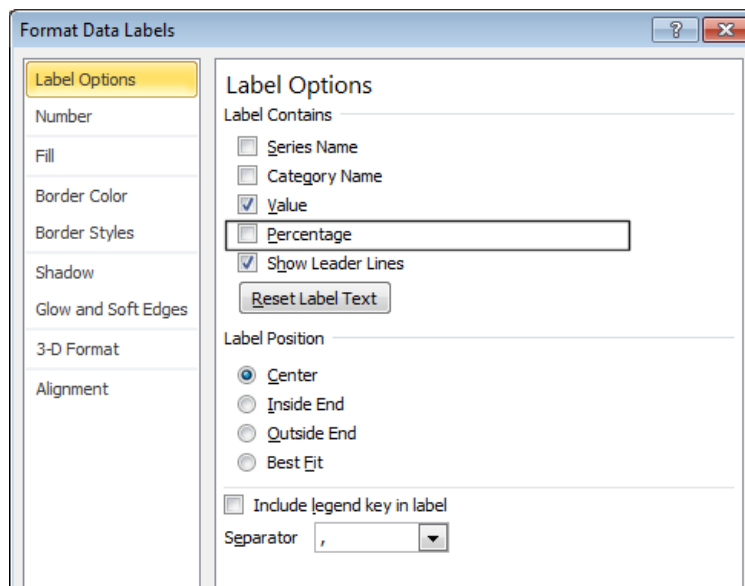 Format Data Labels
Label Options
Number
Fill
Border Color
Border Styles
Shadow
Glow and Soft Edges
3-D Format
Alignment
Label Options
Label Contains
Series Name
Category Name
Value
Percentage
Show Leader Lines
Reset Label Text
Label Position
Center
Inside End
Outside End
Best Fit
Include legend key in label
Separator ,